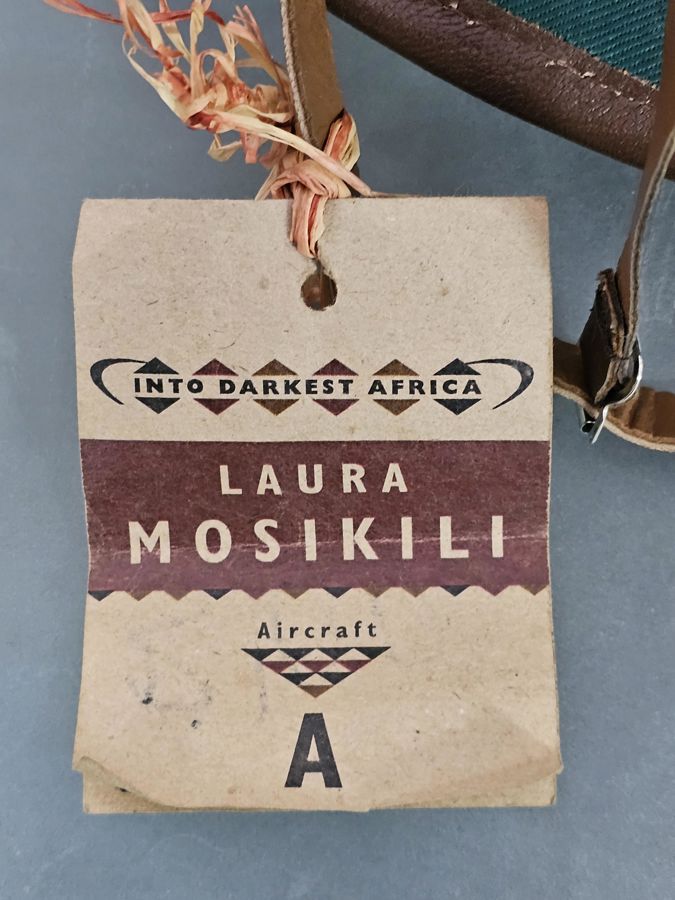 INTO DARKEST AFRICA
LAURA
MOSIKILI
Aircraft
A